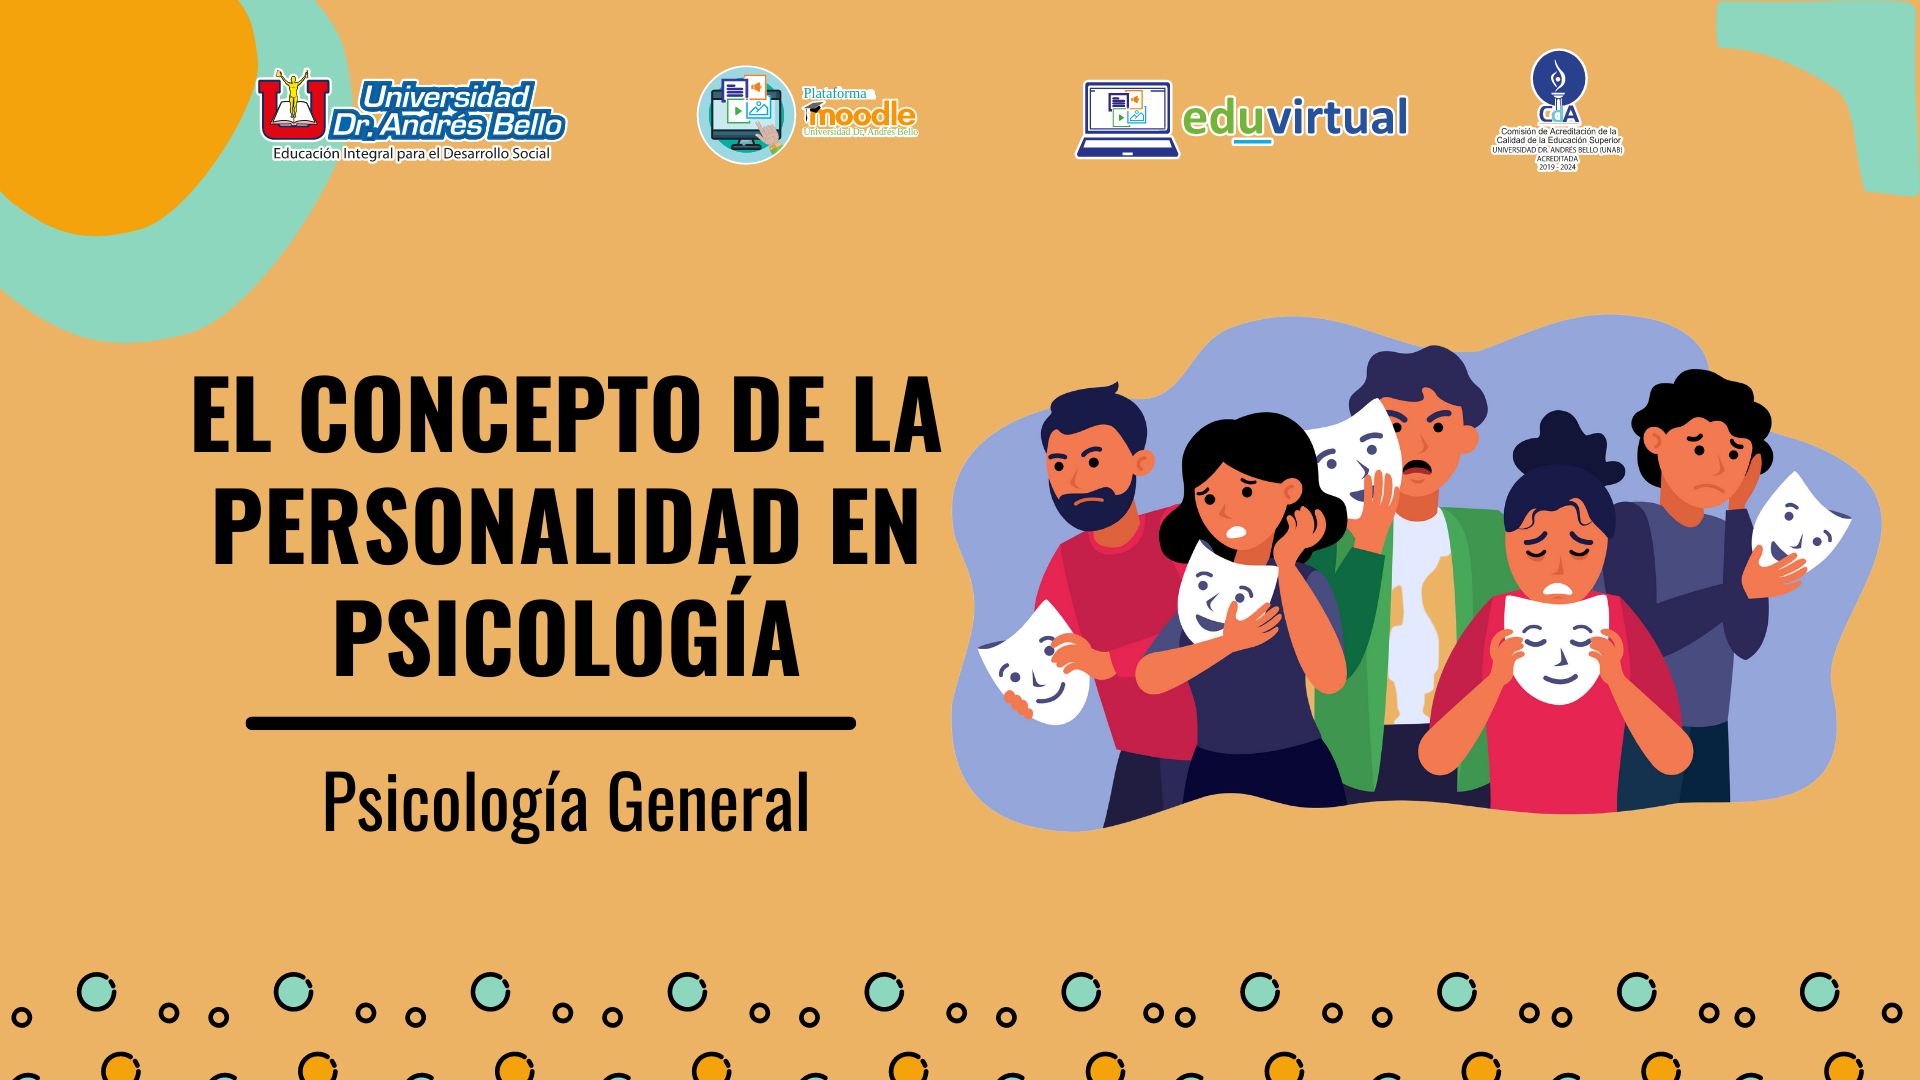 Universidad
Dr. Andrés Bello
Educación Integral para el Desarrollo Social
Plataforma
moodle
Universidad Dr. Andrés Bello
eduvirtual
CdA
Comisión de Acreditación de la
Calidad de la Educación Superior
UNIVERSIDAD DR. ANDRÉS BELLO (UNAB)
ACREDITADA
2019 - 2024
EL CONCEPTO DE LA
PERSONALIDAD EN
PSICOLOGÍA
Psicología General